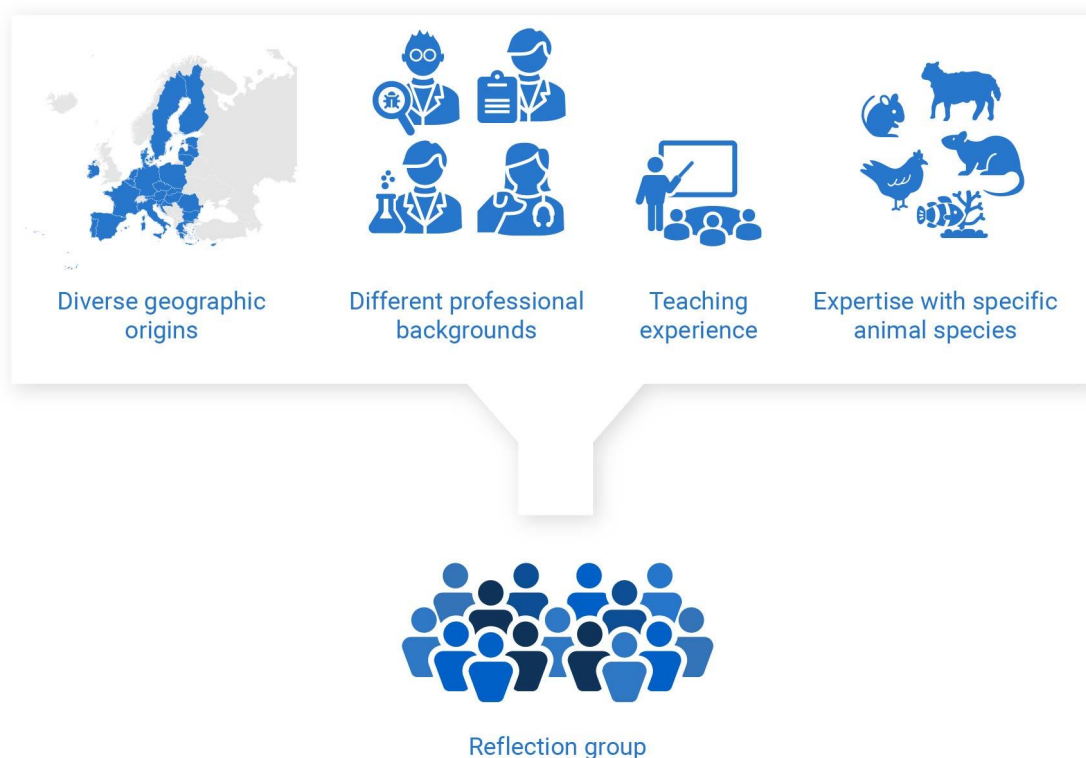 Diverse geographic
origins
Different professional
backgrounds
Teaching
experience
Expertise with specific
animal species
Reflection group